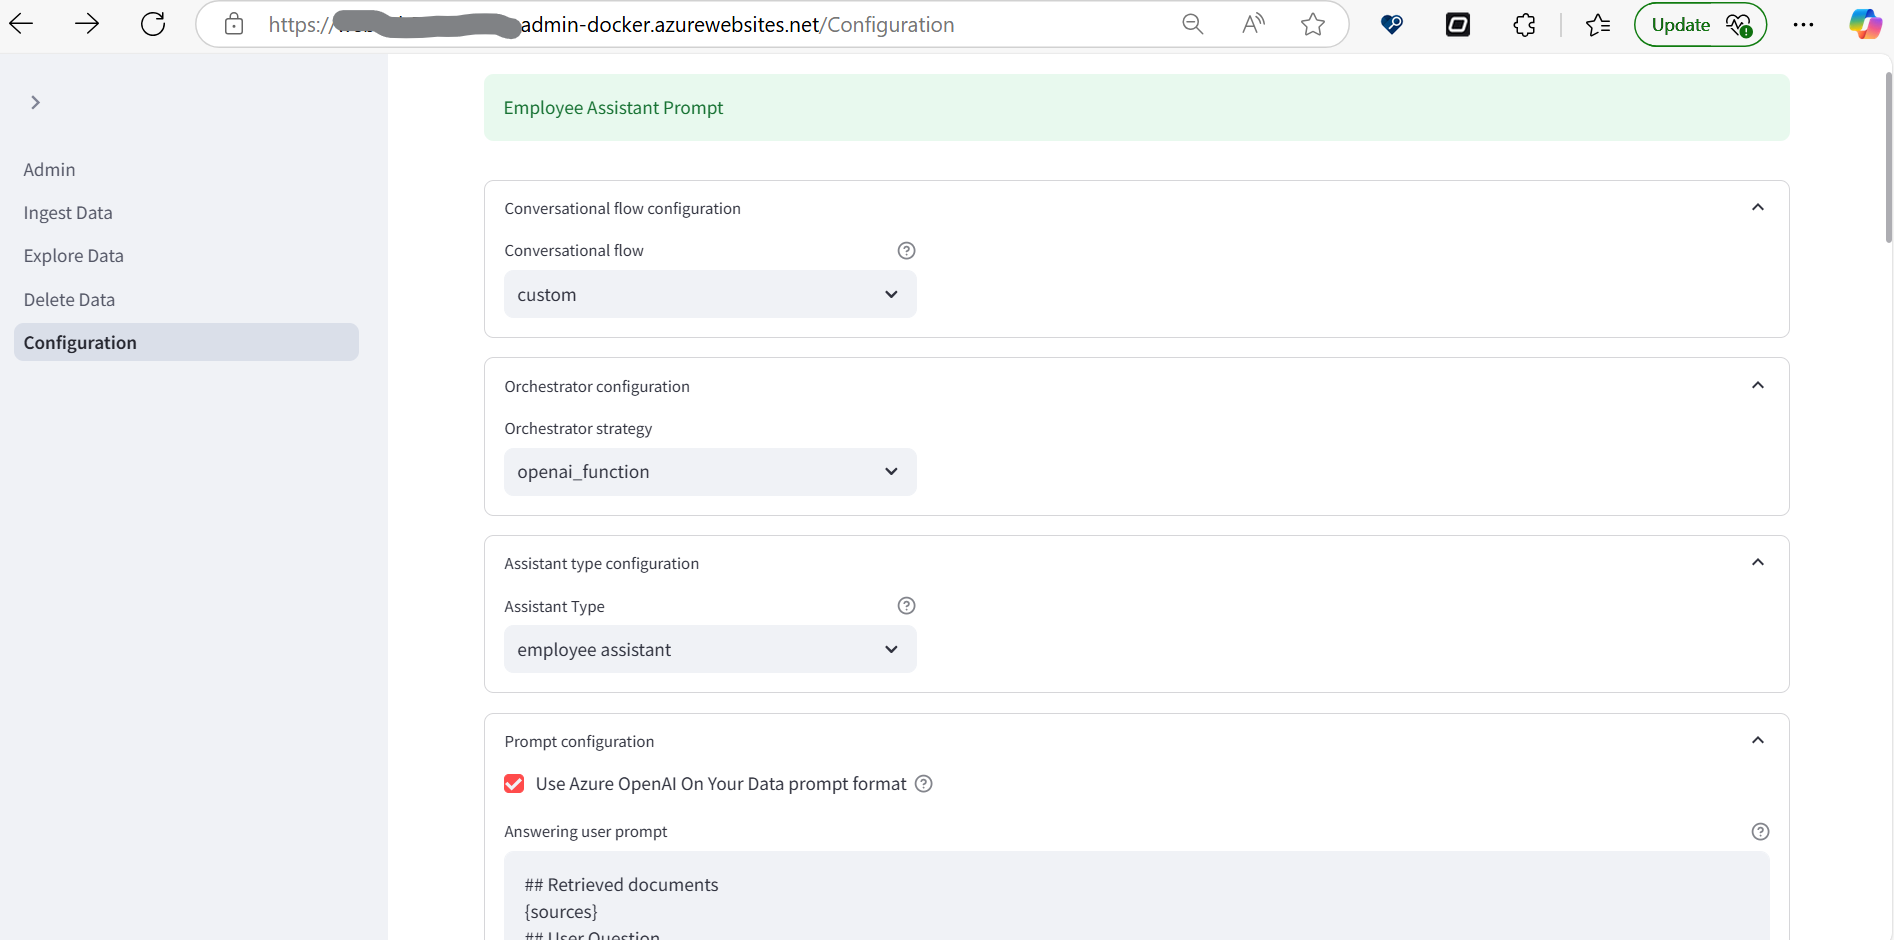 https://admin-docker.azurewebsites.net/Configuration
Update
Employee Assistant Prompt
Admin
Ingest Data
Explore Data
Delete Data
Configuration
Conversational flow configuration
Conversational flow
custom
Orchestrator configuration
Orchestrator strategy
openai_function
Assistant type configuration
Assistant Type
employee assistant
Prompt configuration
Use Azure OpenAI On Your Data prompt format
Answering user prompt
## Retrieved documents
{sources}
## User Question